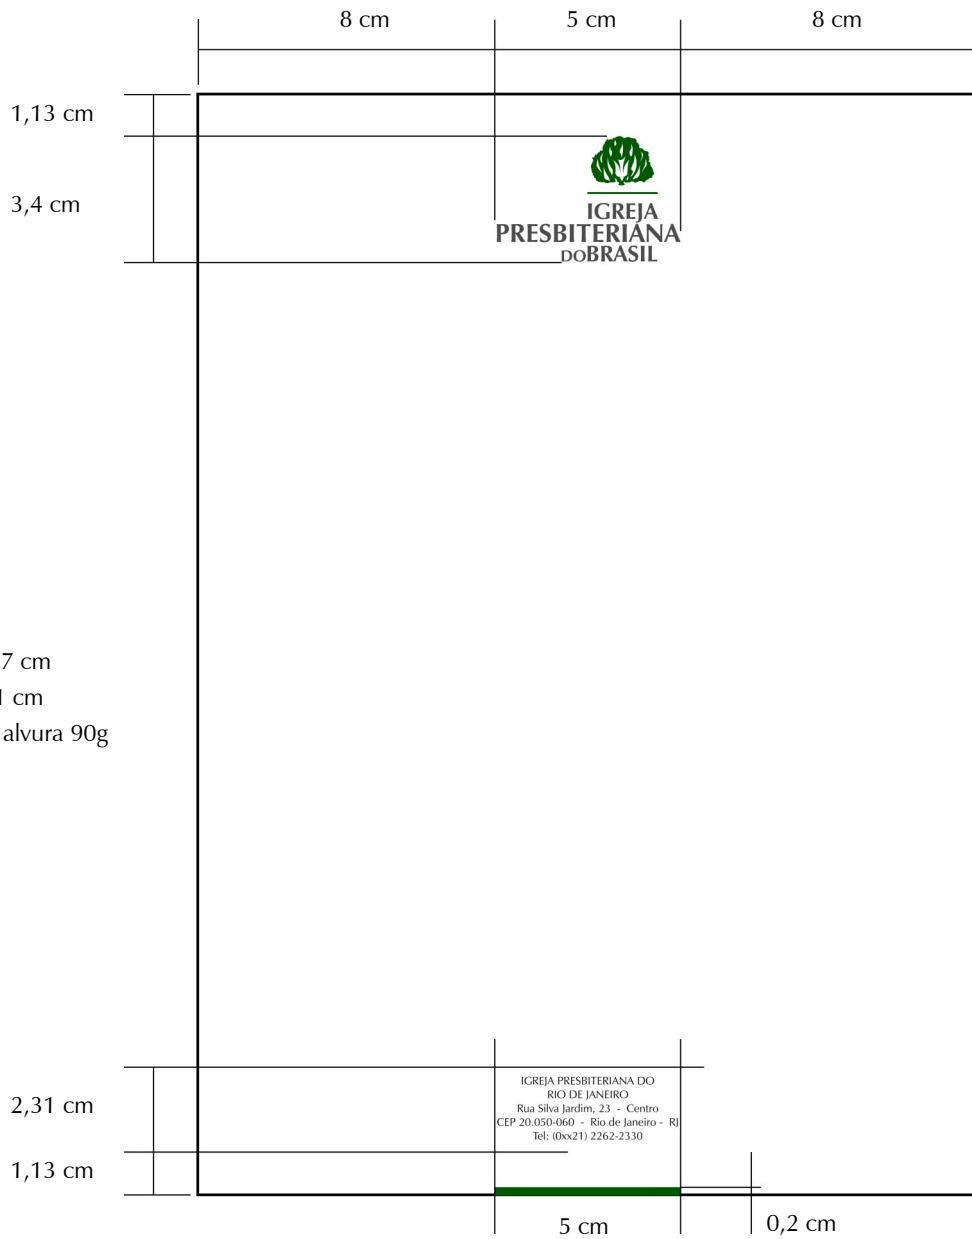 8 cm
5 cm
8 cm
1,13 cm
3,4 cm
IGREJA
PRESBITERIANA
DOBRASIL
7 cm
cm
alvura 90g
2,31 cm
1,13 cm
IGREJA PRESBITERIANA DO
RIO DE JANEIRO
Rua Silva Jardim, 23 - Centro
CEP 20.050-060 - Rio de Janeiro - RJ
Tel: (0xx21) 2262-2330
5 cm
0,2 cm